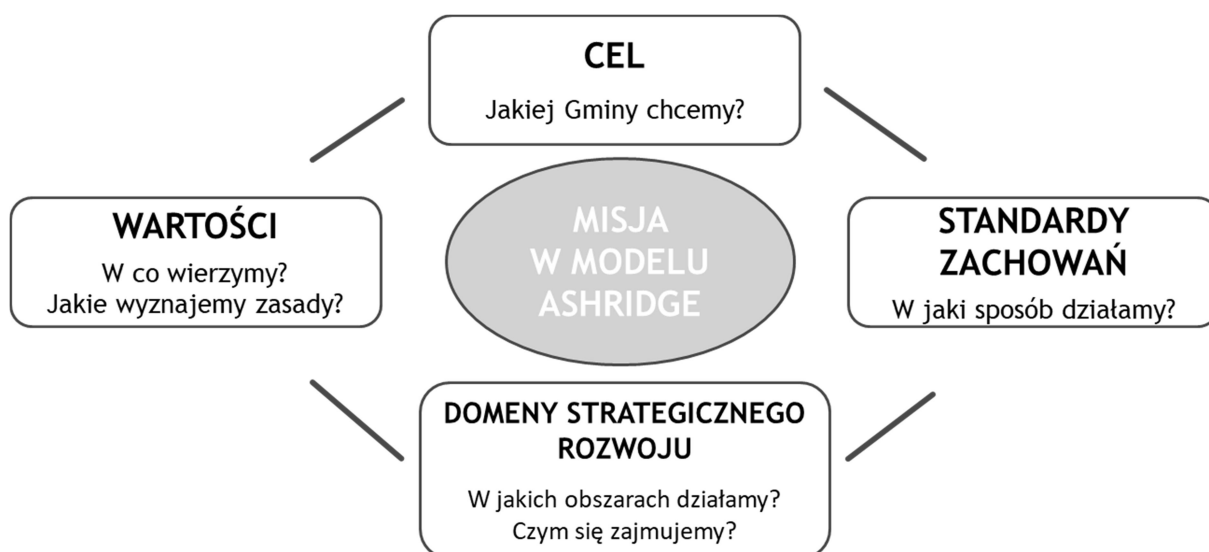 CEL
Jakiej Gminy chcemy?
WARTOŚCI
W co wierzymy?
Jakie wyznajemy zasady?
MISJA
W MODELU
ASHRIDGE
STANDARDY
ZACHOWAŃ
W jaki sposób działamy?
DOMENY STRATEGICZNEGO
ROZWOJU
W jakich obszarach działamy?
Czym się zajmujemy?